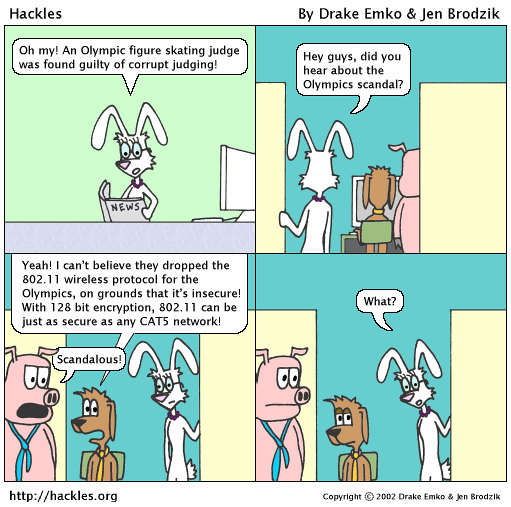 Hackles
By Drake Emko & Jen Brodzik
Oh my! An Olympic figure skating judge
was found guilty of corrupt judging!
NEWS
Hey guys, did you
hear about the
Olympics scandal?
Yeah! I can't believe they dropped the
802.11 wireless protocol for the
Olympics, on grounds that it's insecure!
With 128 bit encryption, 802.11 can be
just as secure as any CAT5 network!
Scandalous!
What?
http://hackles.org
Copyright © 2002 Drake Emko & Jen Brodzik